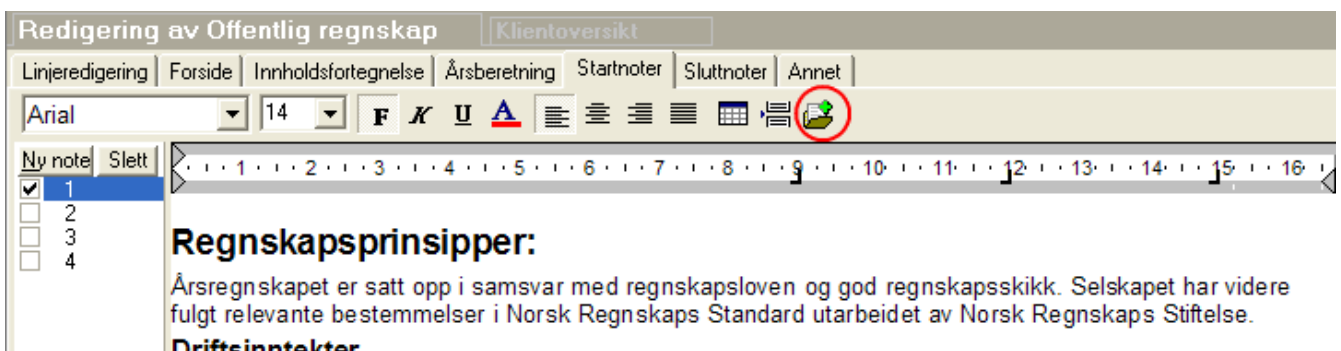 Redigering av Offentlig regnskap Klientoversikt
Linjeredigering Forside Innholdsfortegnelse Årsberetning Startnoter Sluttnoter Annet
Arial 14 F K U A
Ny note Slett 1 2 3 4 5 6 7 8 9 10 11 12 13 14 15 16
1
2
3
4
Regnskapsprinsipper:
Årsregnskapet er satt opp i samsvar med regnskapsloven og god regnskapsskikk. Selskapet har videre
fulgt relevante bestemmelser i Norsk Regnskaps Standard utarbeidet av Norsk Regnskaps Stiftelse.
Driftsinntekter